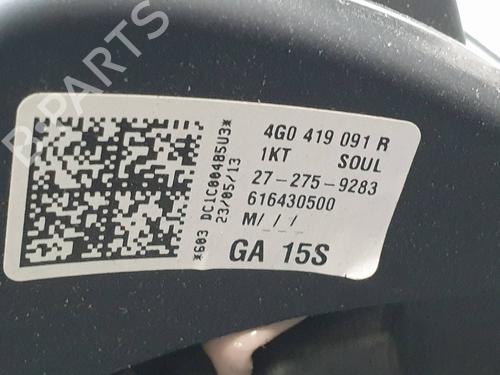 B-PARTS
4G0 419 091 R
1KT SOUL
27-275-9283
616430500
M/_/_/
GA 15S
*603 DC1C00485U3*
23/05/13